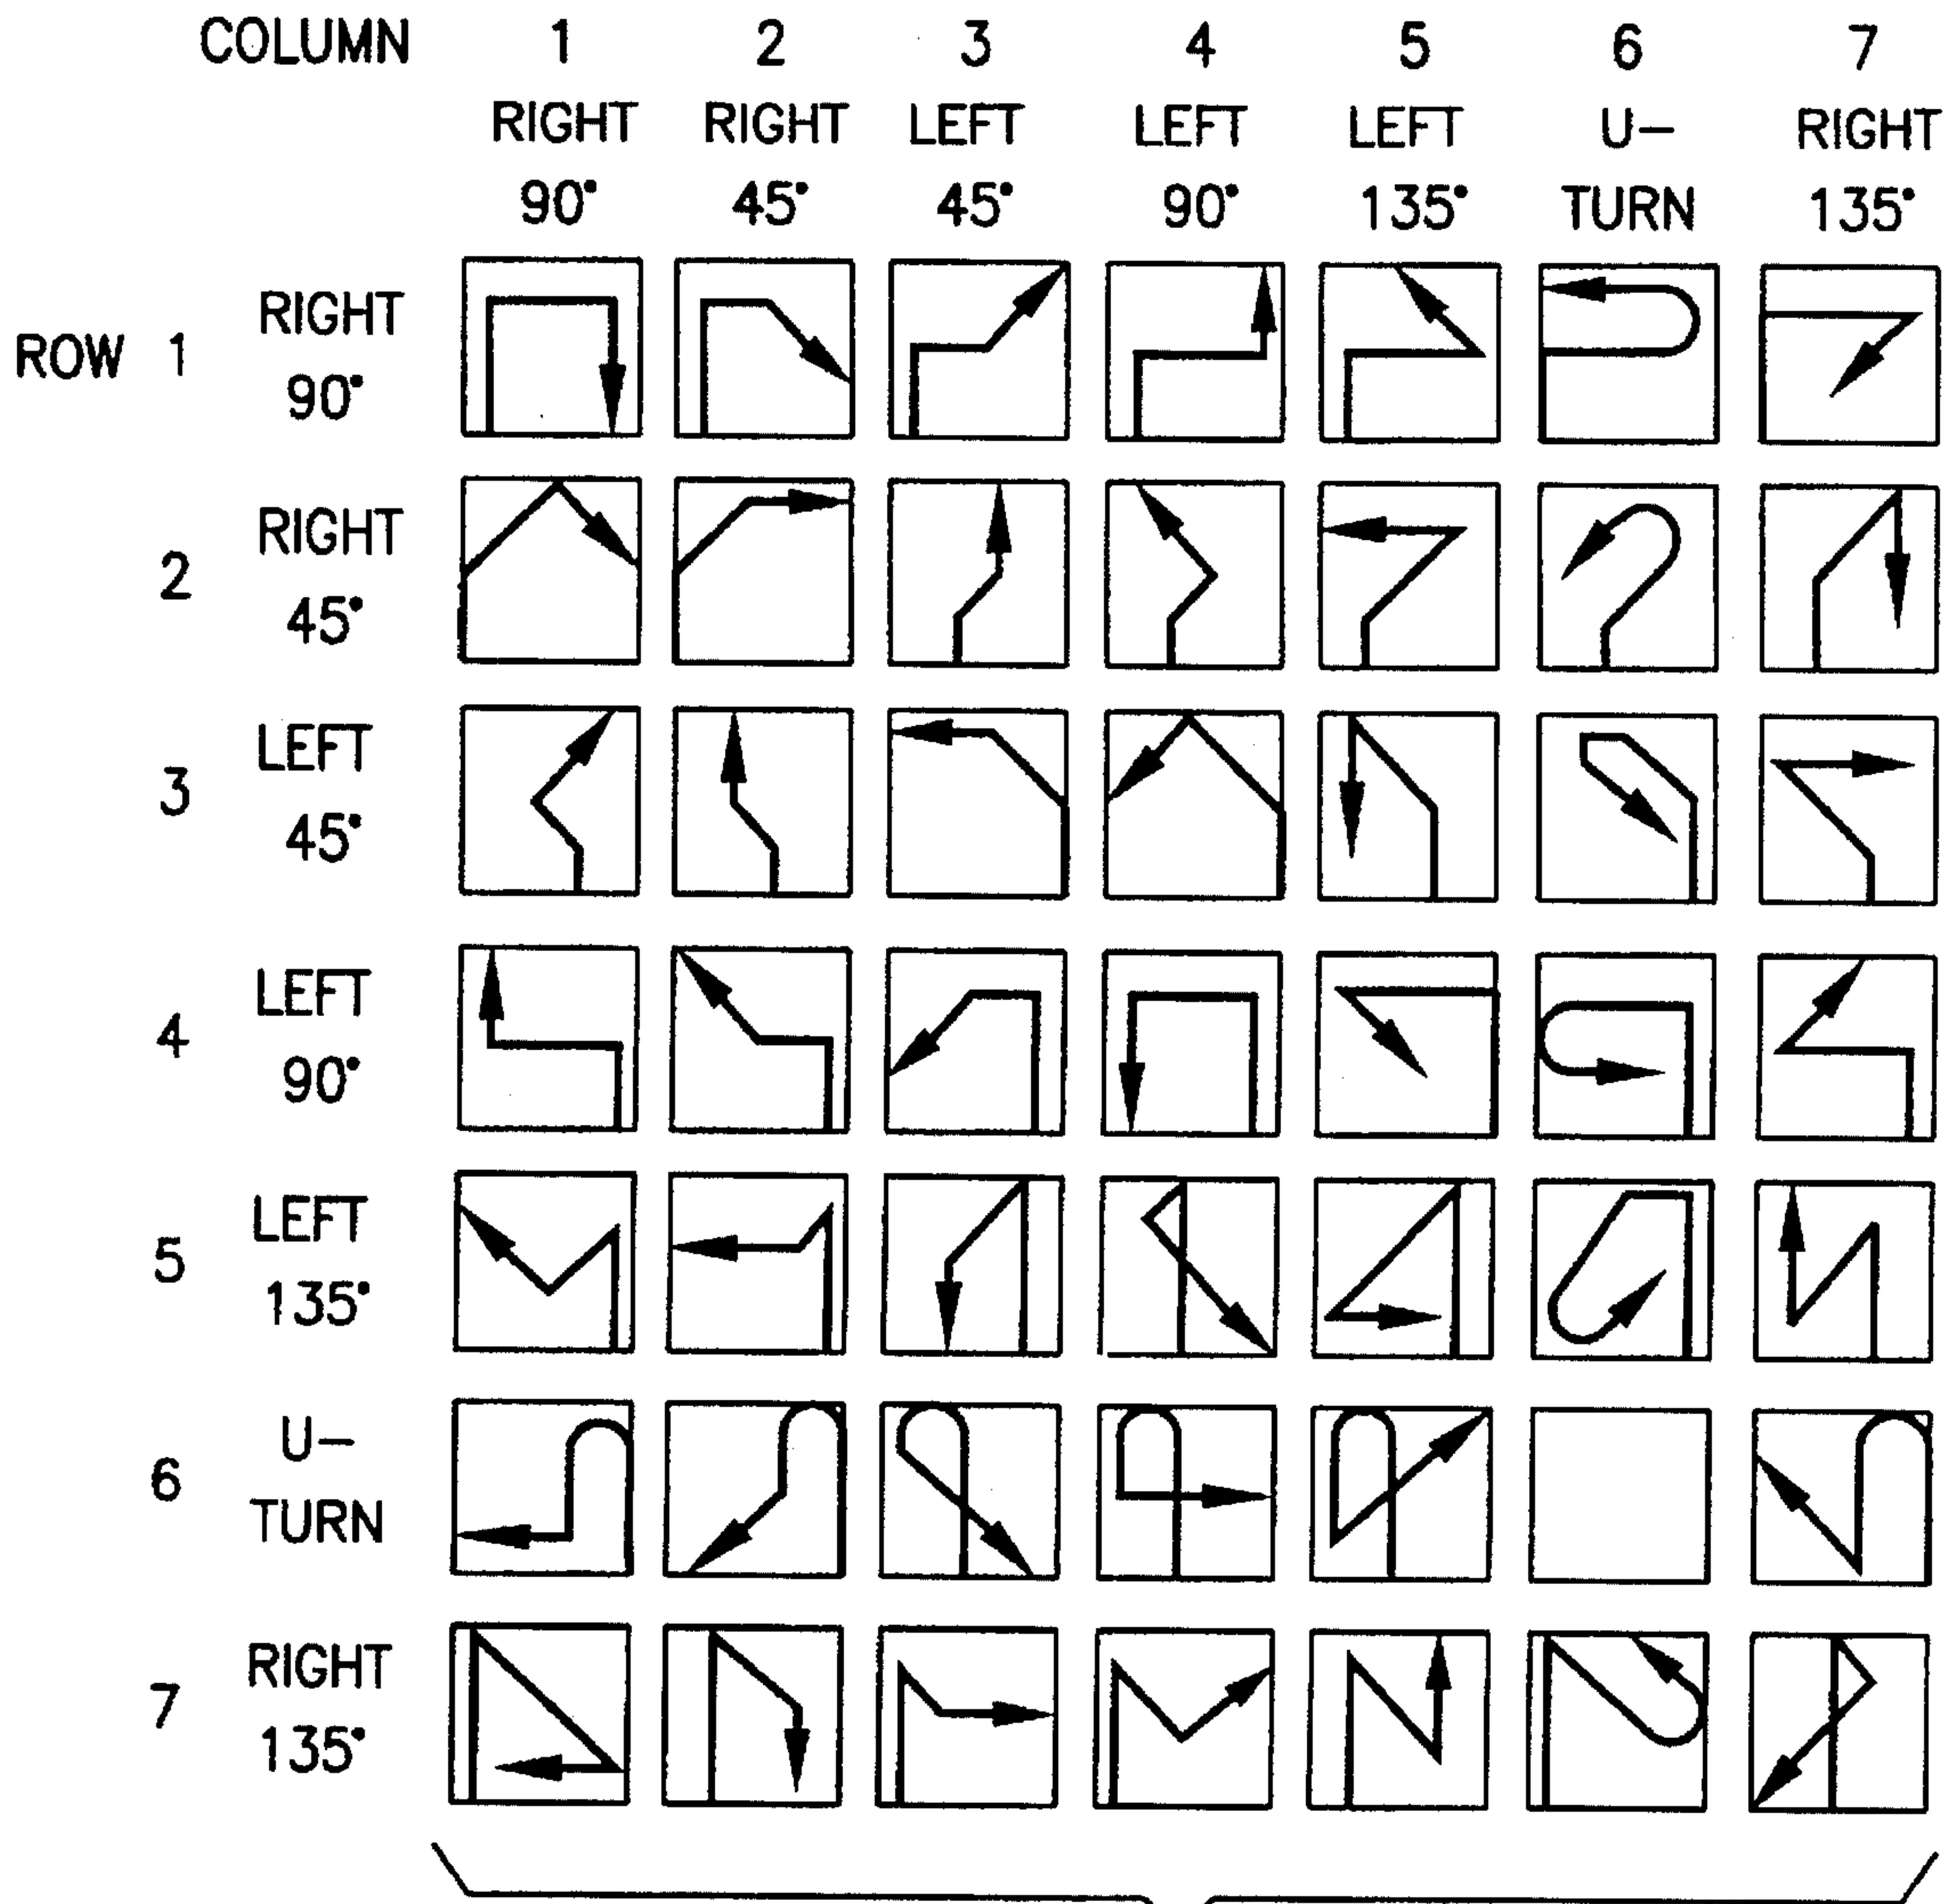 COLUMN 1 2 3 4 5 6 7
RIGHT RIGHT LEFT LEFT LEFT U- RIGHT
90° 45° 45° 90° 135° TURN 135°
ROW 1 RIGHT
90°
2 RIGHT
45°
3 LEFT
45°
4 LEFT
90°
5 LEFT
135°
6 U-
TURN
7 RIGHT
135°